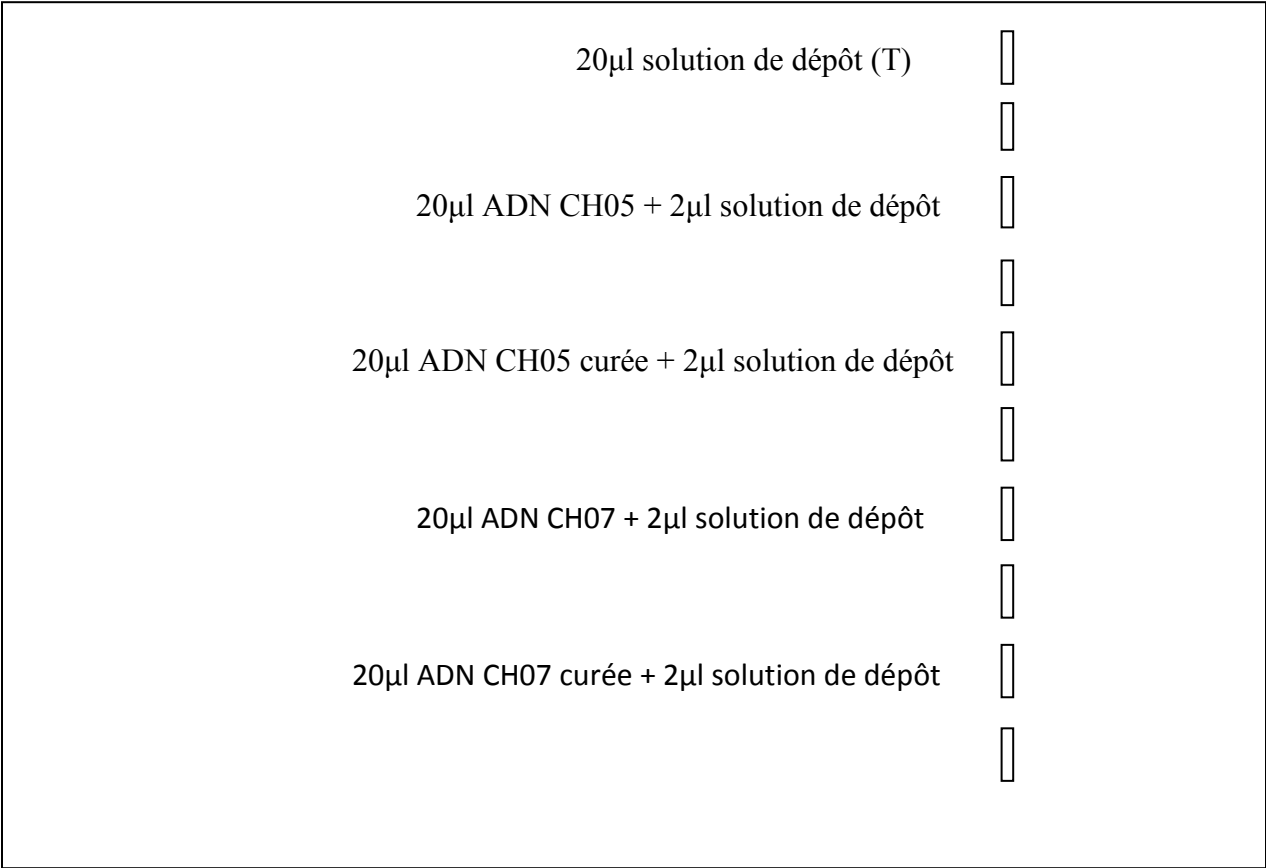 20µl solution de dépôt (T)
20µl ADN CH05 + 2µl solution de dépôt
20µl ADN CH05 curée + 2µl solution de dépôt
20µl ADN CH07 + 2µl solution de dépôt
20µl ADN CH07 curée + 2µl solution de dépôt